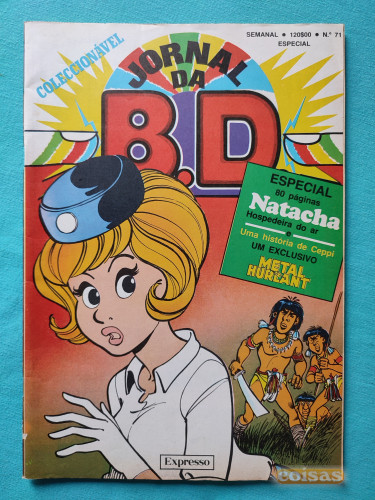 COLECCIONÁVEL
SEMANAL • 120$00 • N.° 71
ESPECIAL
JORNAL
DA
B.D
ESPECIAL
80 páginas
Natacha
Hospedeira do ar
e
Uma história de Ceppi
UM EXCLUSIVO
METAL
HURLANT
Expresso
coisas